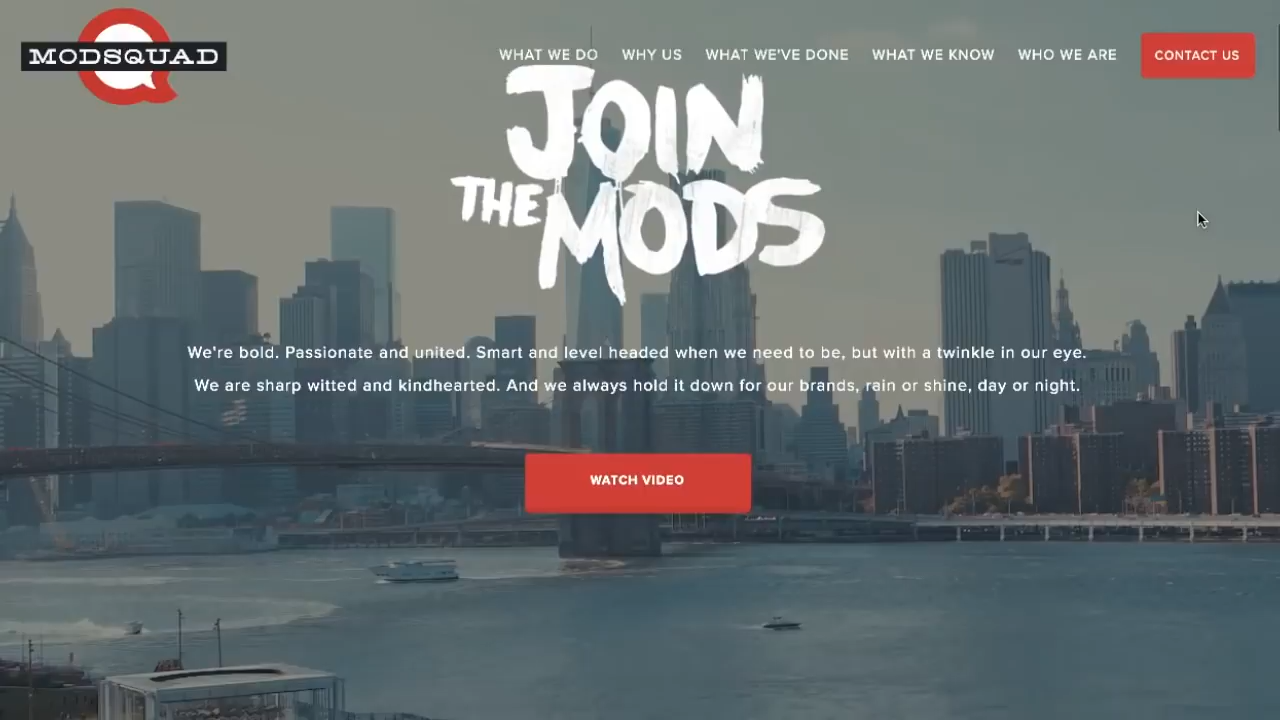 MODSQUAD
WHAT WE DO WHY US WHAT WE'VE DONE WHAT WE KNOW WHO WE ARE CONTACT US
JOIN
THE MODS
We're bold. Passionate and united. Smart and level headed when we need to be, but with a twinkle in our eye.
We are sharp witted and kindhearted. And we always hold it down for our brands, rain or shine, day or night.
WATCH VIDEO